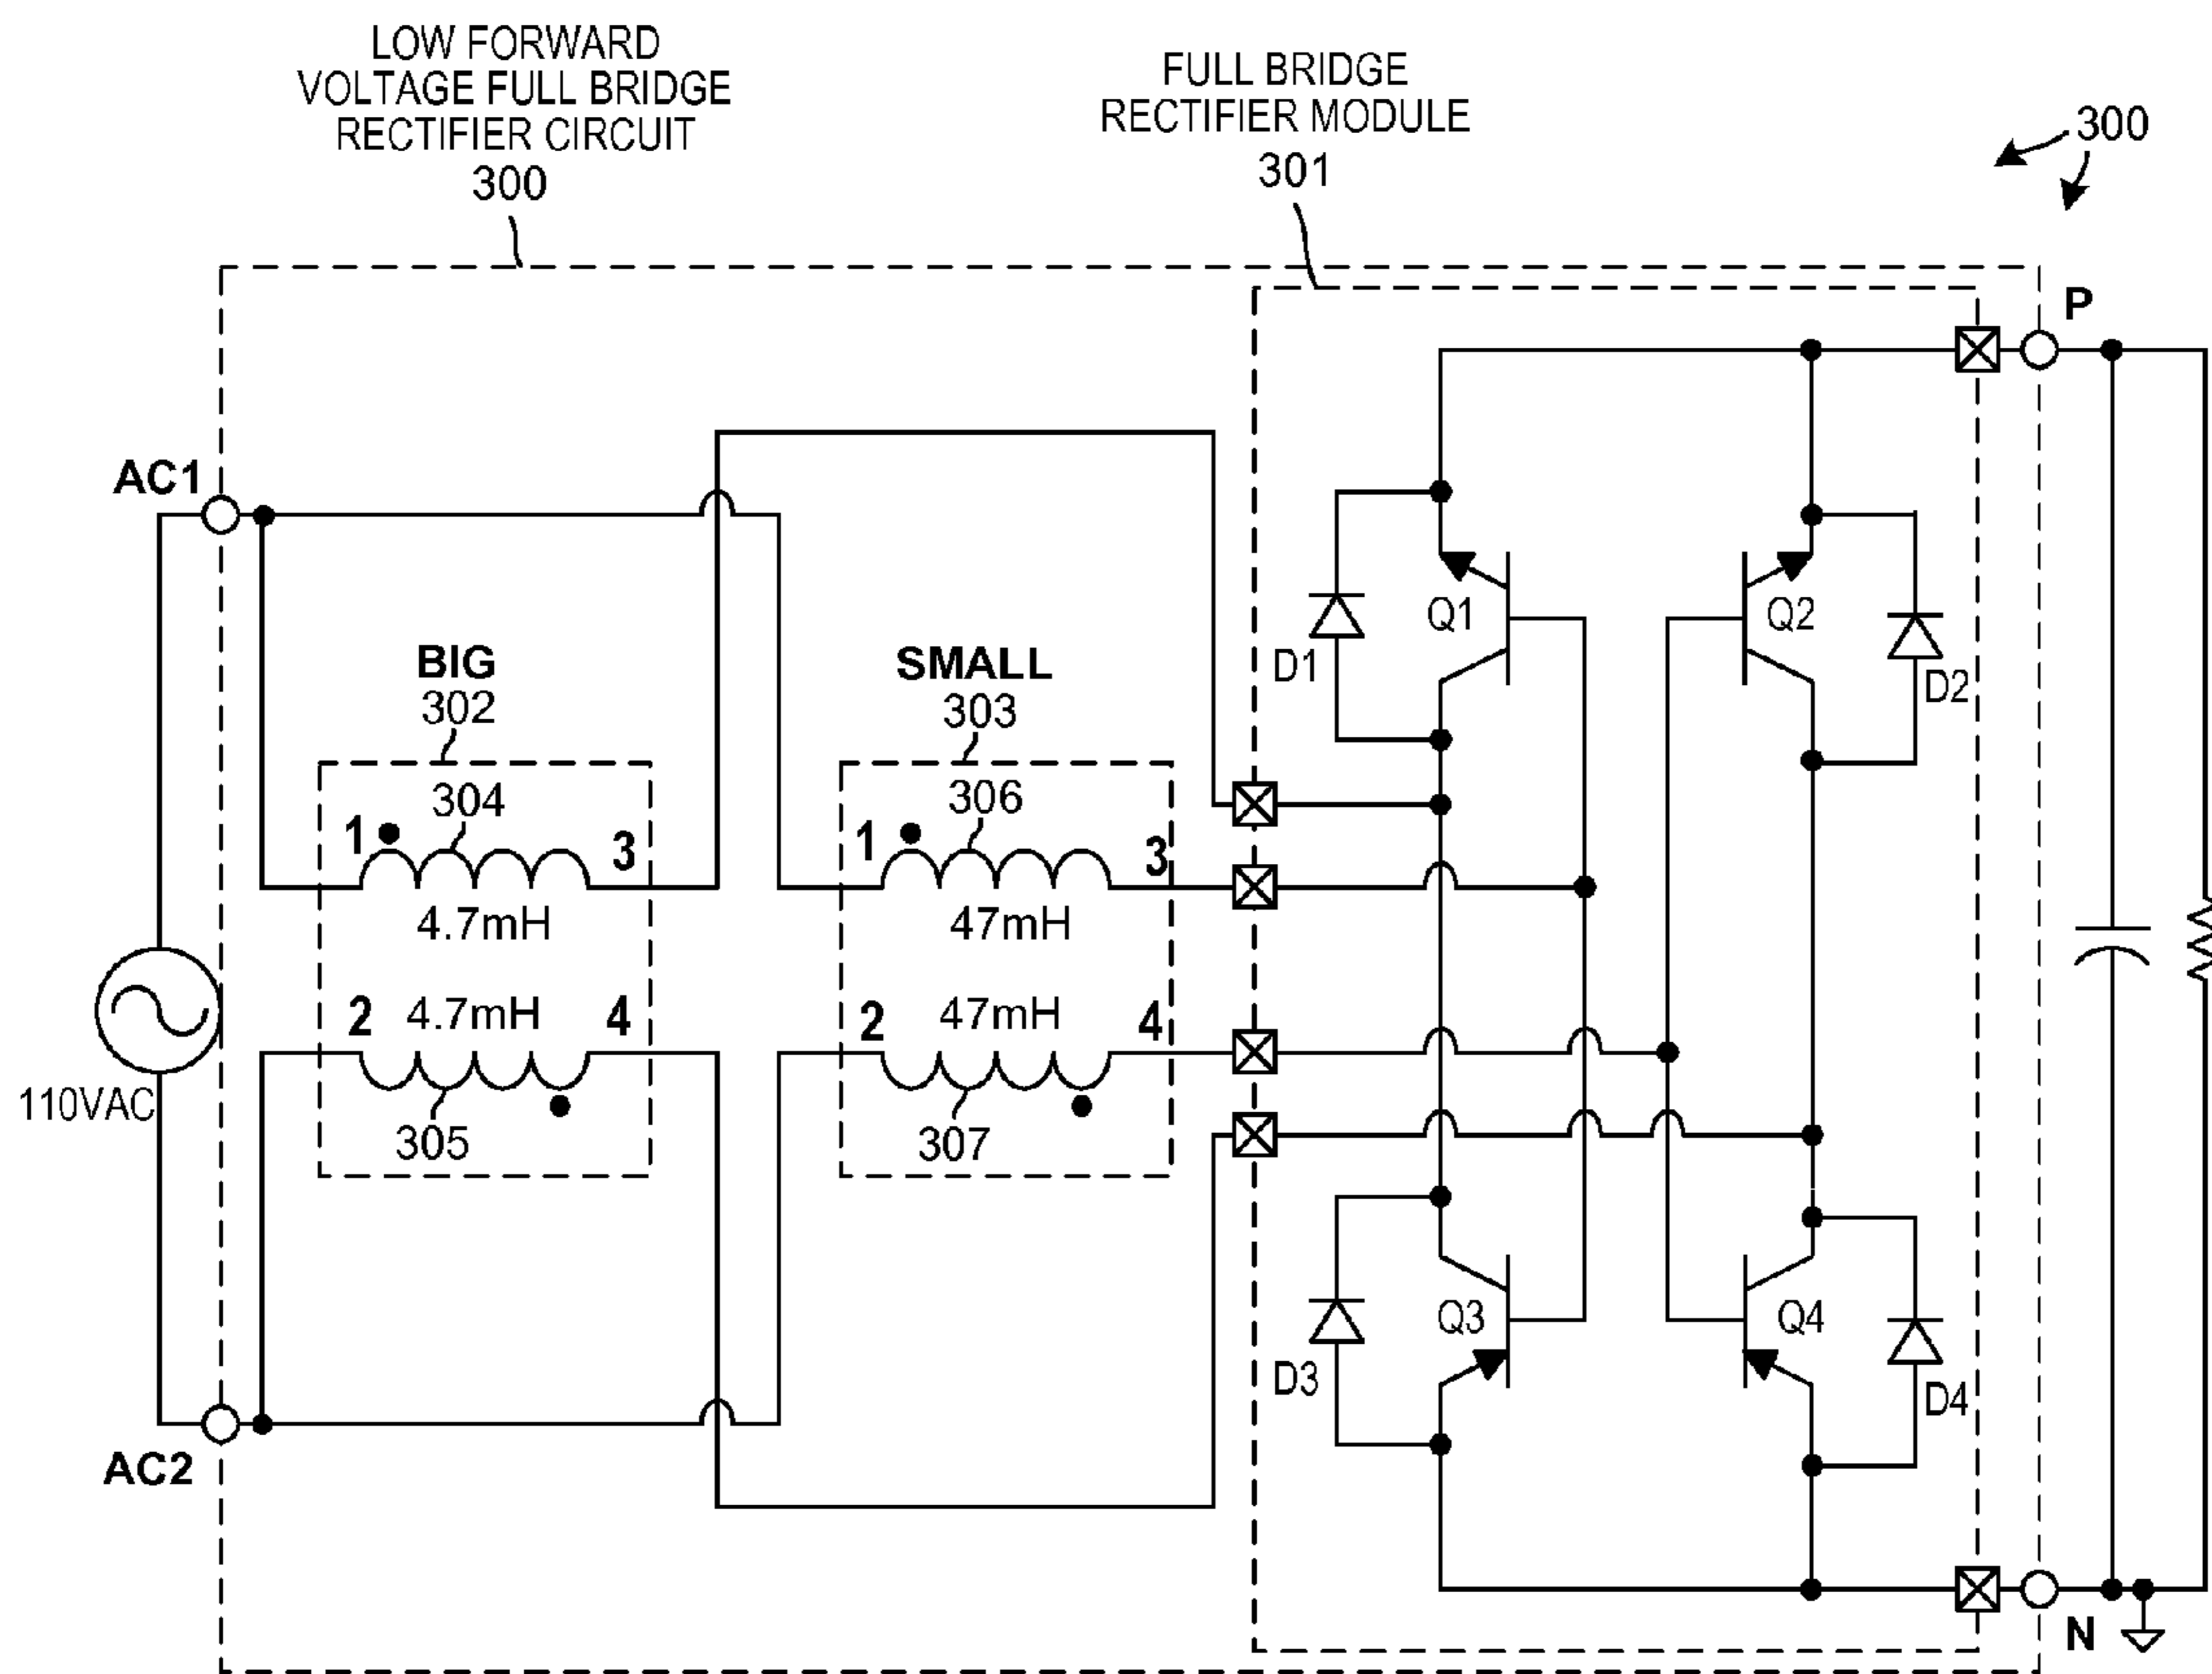 LOW FORWARD
VOLTAGE FULL BRIDGE
RECTIFIER CIRCUIT
300
FULL BRIDGE
RECTIFIER MODULE
301
300
P
AC1
Q1
Q2
D1
D2
BIG
302
SMALL
303
304
306
1
3
1
3
4.7mH
47mH
2
4.7mH
4
2
47mH
4
110VAC
305
307
Q3
Q4
D3
D4
AC2
N